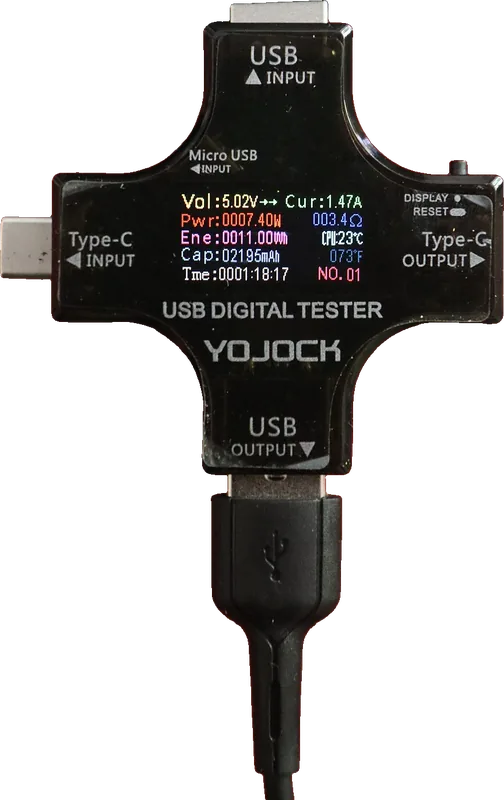 USB
▲INPUT
Micro USB
◀INPUT
DISPLAY
RESET
Vol:5.02V→→ Cur:1.47A
Pwr:0007.40W 003.4Ω
Ene:0011.00Wh CPU:23℃
Cap:02195mAh 073°F
Tme:0001:18:17 NO.01
Type-C
◀INPUT
Type-C
OUTPUT▶
USB DIGITAL TESTER
YOJOCK
USB
OUTPUT▼